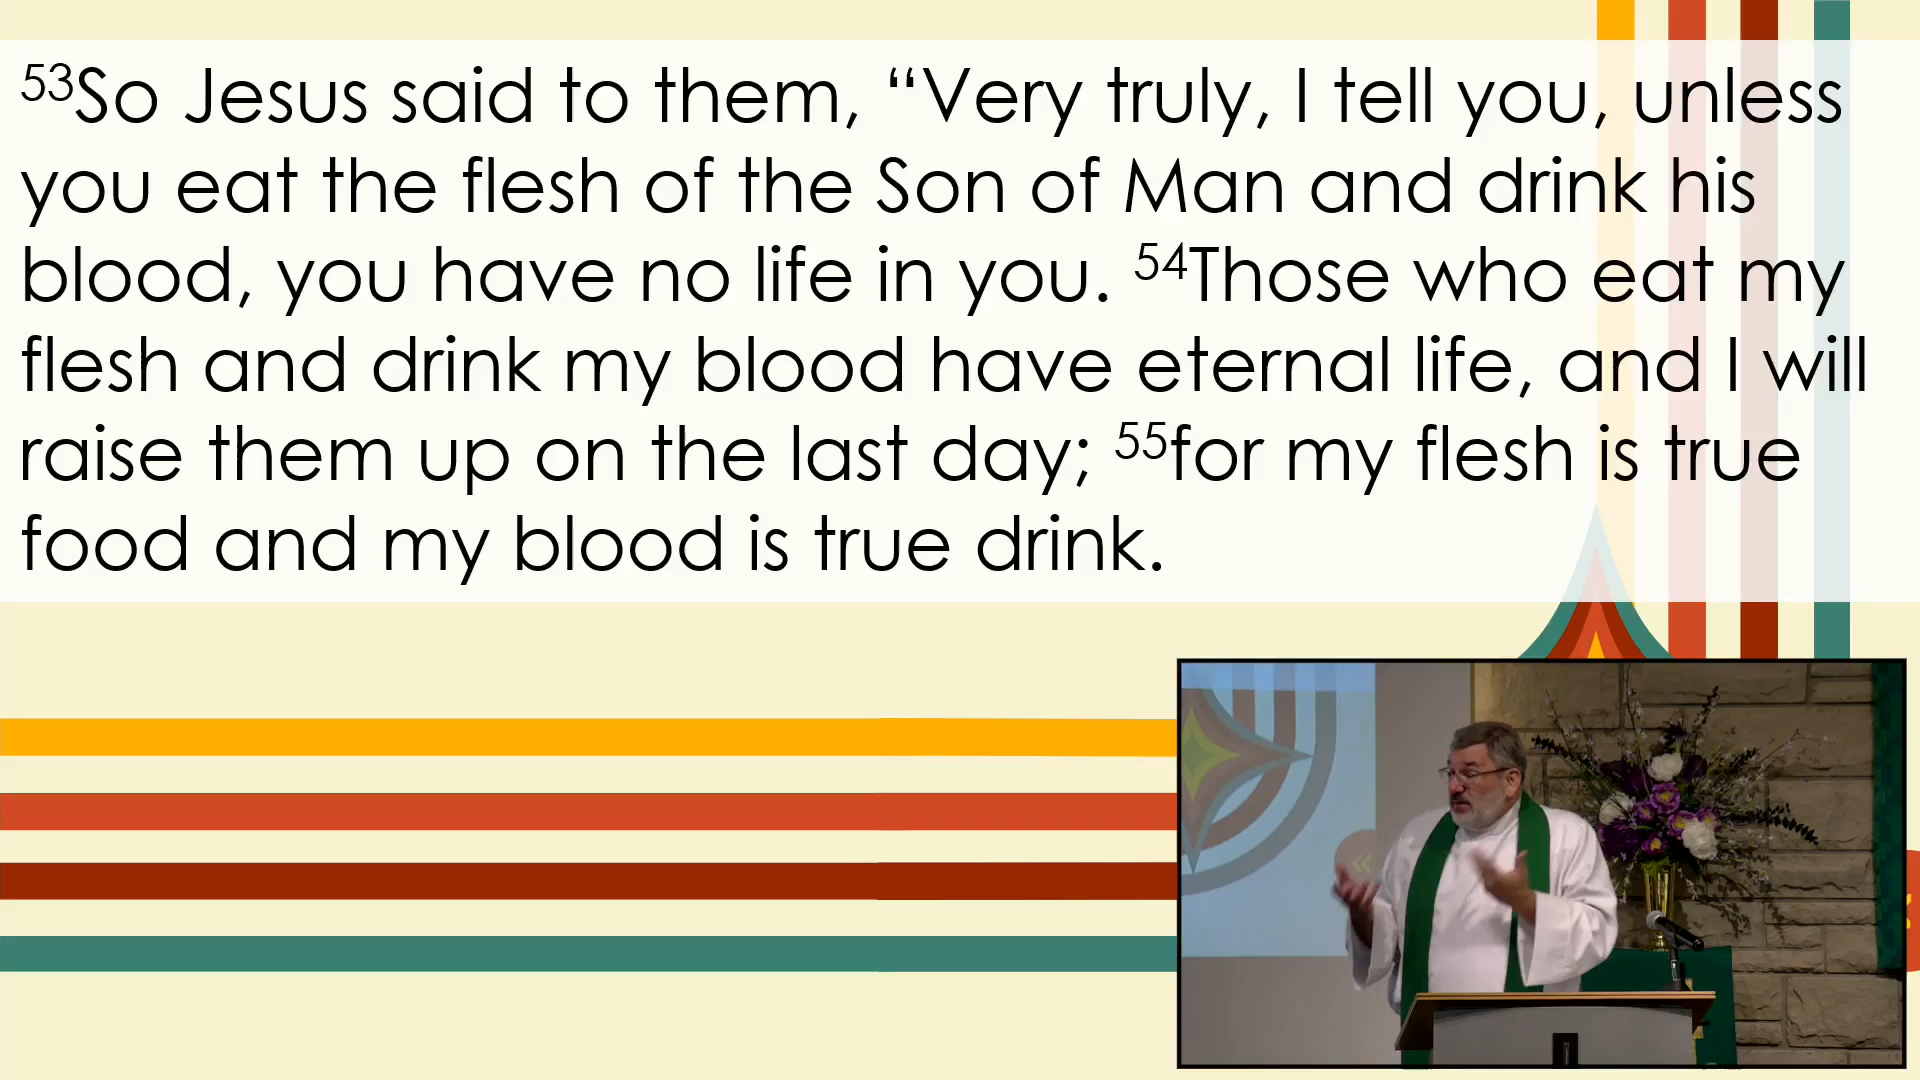 53So Jesus said to them, “Very truly, I tell you, unless
you eat the flesh of the Son of Man and drink his
blood, you have no life in you. 54Those who eat my
flesh and drink my blood have eternal life, and I will
raise them up on the last day; 55for my flesh is true
food and my blood is true drink.